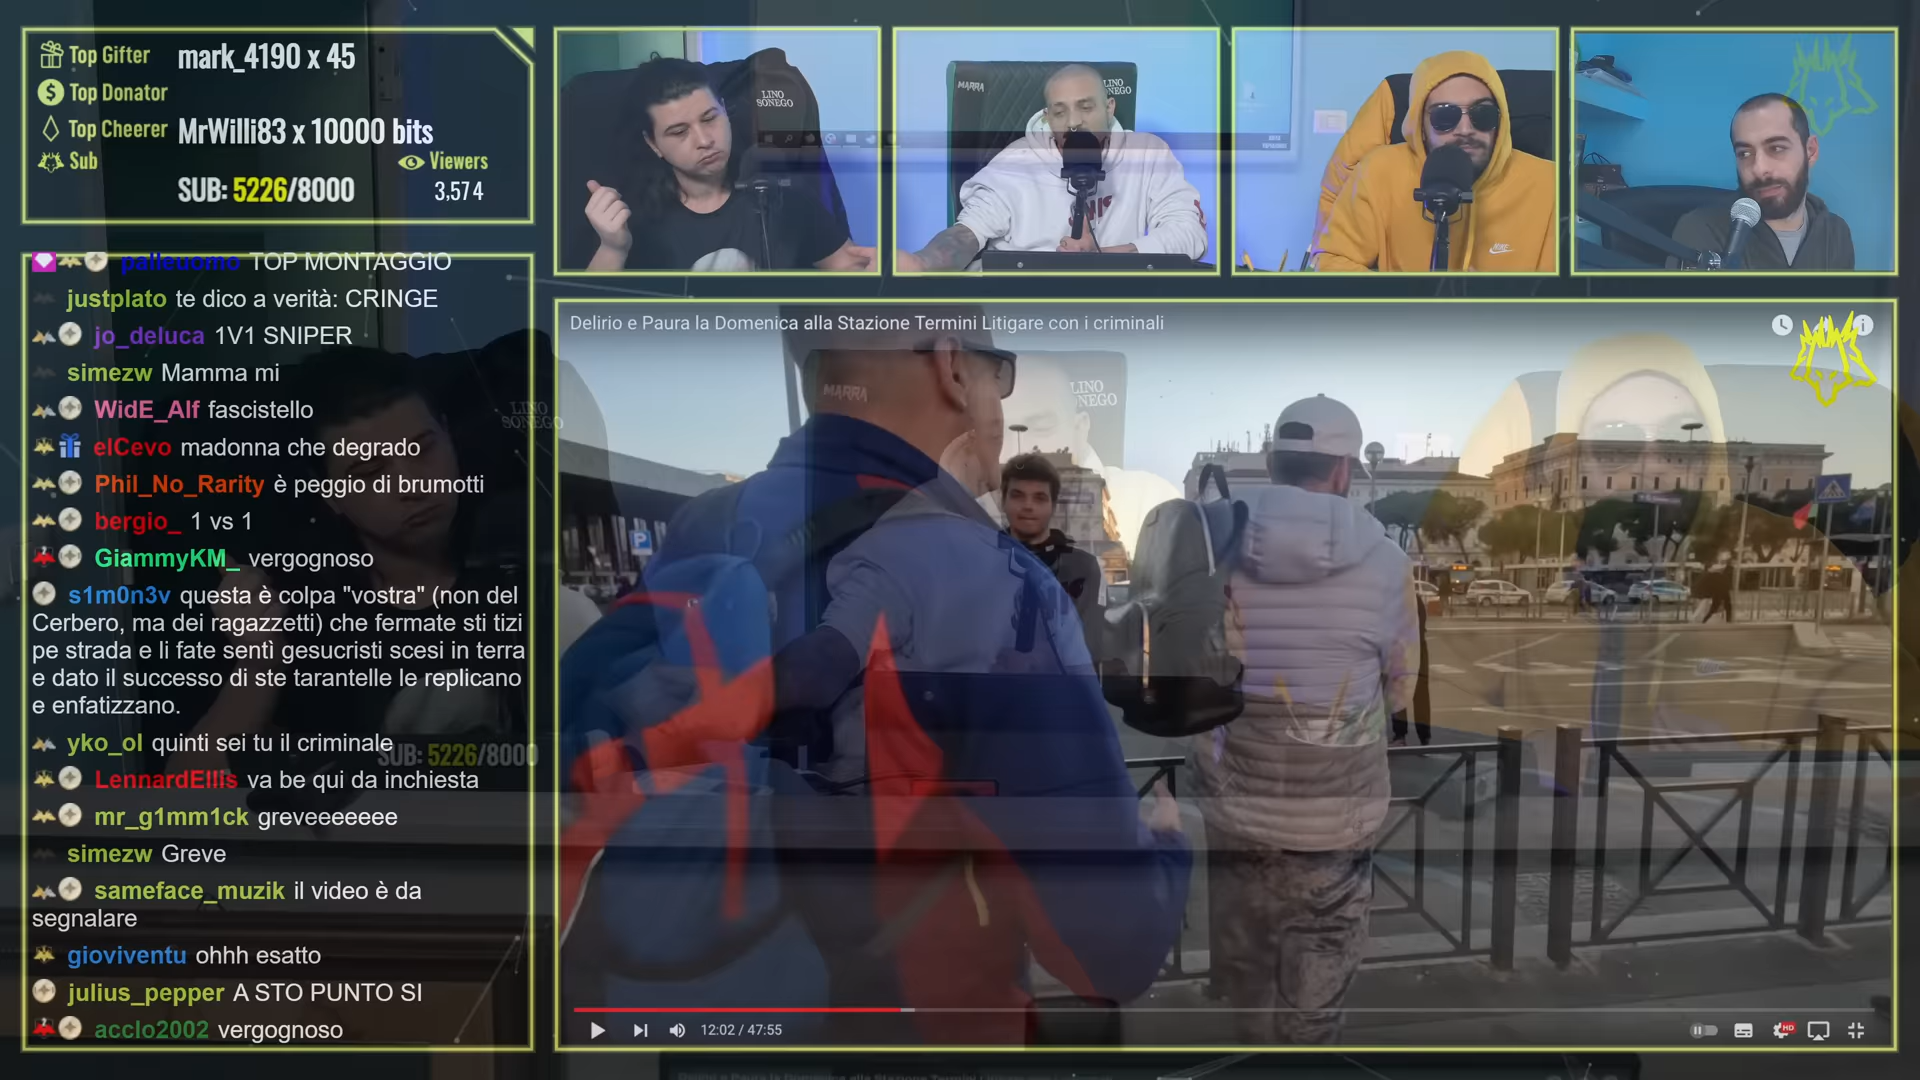 Top Gifter mark_4190 x 45
Top Donator
Top Cheerer MrWilli83 x 10000 bits
Sub
Viewers
SUB: 5226/8000
3,574
LINO
SONEGO
MARRA
LINO
SONEGO
palleuomo TOP MONTAGGIO
justplato te dico a verità: CRINGE
jo_deluca 1V1 SNIPER
simezw Mamma mi
WidE_Alf fascistello
elCevo madonna che degrado
Phil_No_Rarity è peggio di brumotti
bergio_ 1 vs 1
GiammyKM_ vergognoso
s1m0n3v questa è colpa "vostra" (non del
Cerbero, ma dei ragazzetti) che fermate sti tizi
pe strada e li fate sentì gesucristi scesi in terra
e dato il successo di ste tarantelle le replicano
e enfatizzano.
yko_ol quinti sei tu il criminale
SUB: 5226/8000
LennardEllis va be qui da inchiesta
mr_g1mm1ck greveeeeeee
simezw Greve
sameface_muzik il video è da
segnalare
gioviventu ohhh esatto
julius_pepper A STO PUNTO SI
acclo2002 vergognoso
Delirio e Paura la Domenica alla Stazione Termini Litigare con i criminali
MARRA
LINO
SONEGO
LINO
SONEGO
P
12:02 / 47:55
HD